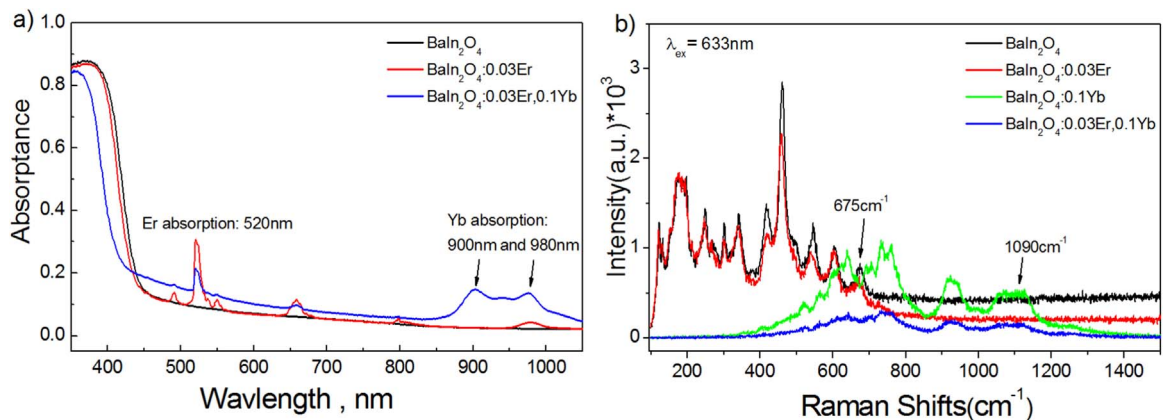 a)
BaIn₂O₄
BaIn₂O₄:0.03Er
BaIn₂O₄:0.03Er,0.1Yb
Er absorption: 520nm
Yb absorption:
900nm and 980nm
Absorptance
1.0
0.8
0.6
0.4
0.2
0.0
400 500 600 700 800 900 1000
Wavlength , nm
b)
λex = 633nm
BaIn₂O₄
BaIn₂O₄:0.03Er
BaIn₂O₄:0.1Yb
BaIn₂O₄:0.03Er,0.1Yb
675cm⁻¹
1090cm⁻¹
Intensity(a.u.)*10³
3
2
1
0
200 400 600 800 1000 1200 1400
Raman Shifts(cm⁻¹)